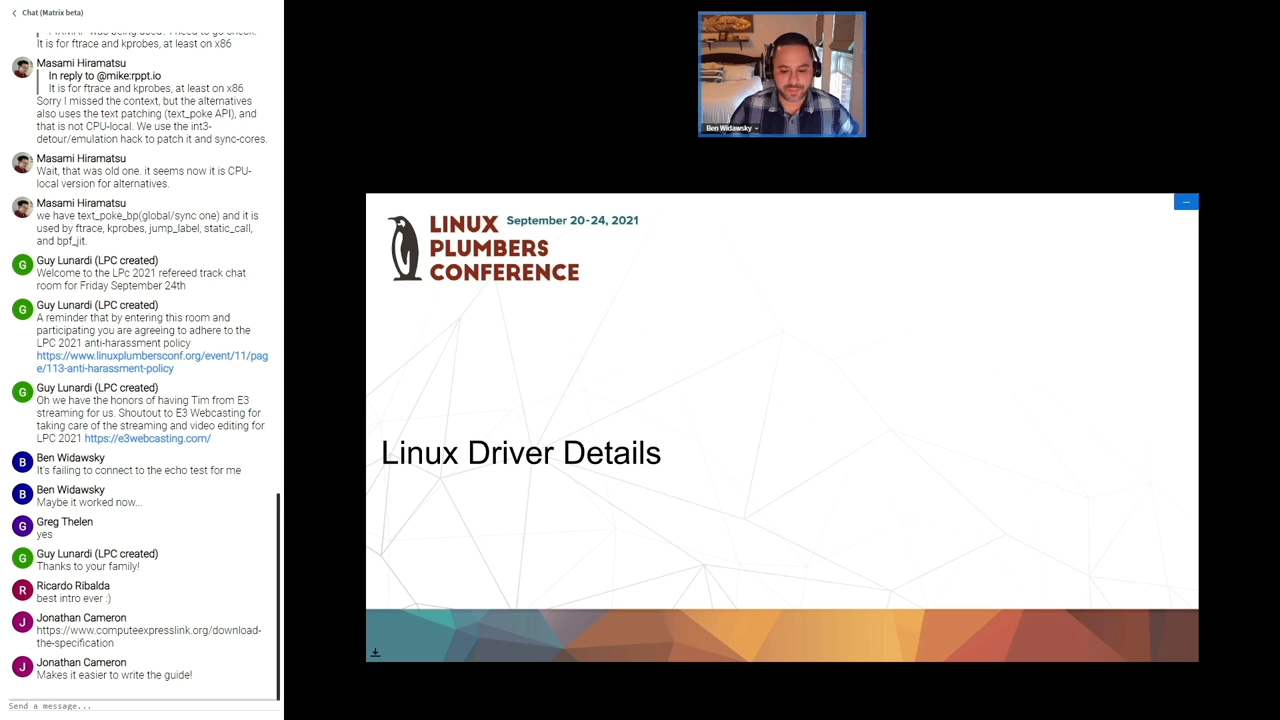 Chat (Matrix beta)
It is for ftrace and kprobes, at least on x86
Masami Hiramatsu
In reply to @mike:rppt.io
It is for ftrace and kprobes, at least on x86
Sorry I missed the context, but the alternatives
also uses the text patching (text_poke API), and
that is not CPU-local. We use the int3-
detour/emulation hack to patch it and sync-cores.
Masami Hiramatsu
Wait, that was old one. it seems now it is CPU-
local version for alternatives.
Masami Hiramatsu
we have text_poke_bp(global/sync one) and it is
used by ftrace, kprobes, jump_label, static_call,
and bpf_jit.
G
Guy Lunardi (LPC created)
Welcome to the LPc 2021 refereed track chat
room for Friday September 24th
G
Guy Lunardi (LPC created)
A reminder that by entering this room and
participating you are agreeing to adhere to the
LPC 2021 anti-harassment policy
https://www.linuxplumbersconf.org/event/11/pag
e/113-anti-harassment-policy
G
Guy Lunardi (LPC created)
Oh we have the honors of having Tim from E3
streaming for us. Shoutout to E3 Webcasting for
taking care of the streaming and video editing for
LPC 2021 https://e3webcasting.com/
B
Ben Widawsky
It's failing to connect to the echo test for me
B
Ben Widawsky
Maybe it worked now...
G
Greg Thelen
yes
G
Guy Lunardi (LPC created)
Thanks to your family!
R
Ricardo Ribalda
best intro ever :)
J
Jonathan Cameron
https://www.computeexpresslink.org/download-
the-specification
J
Jonathan Cameron
Makes it easier to write the guide!
Send a message...
Ben Widawsky
LINUX September 20-24, 2021
PLUMBERS
CONFERENCE
Linux Driver Details